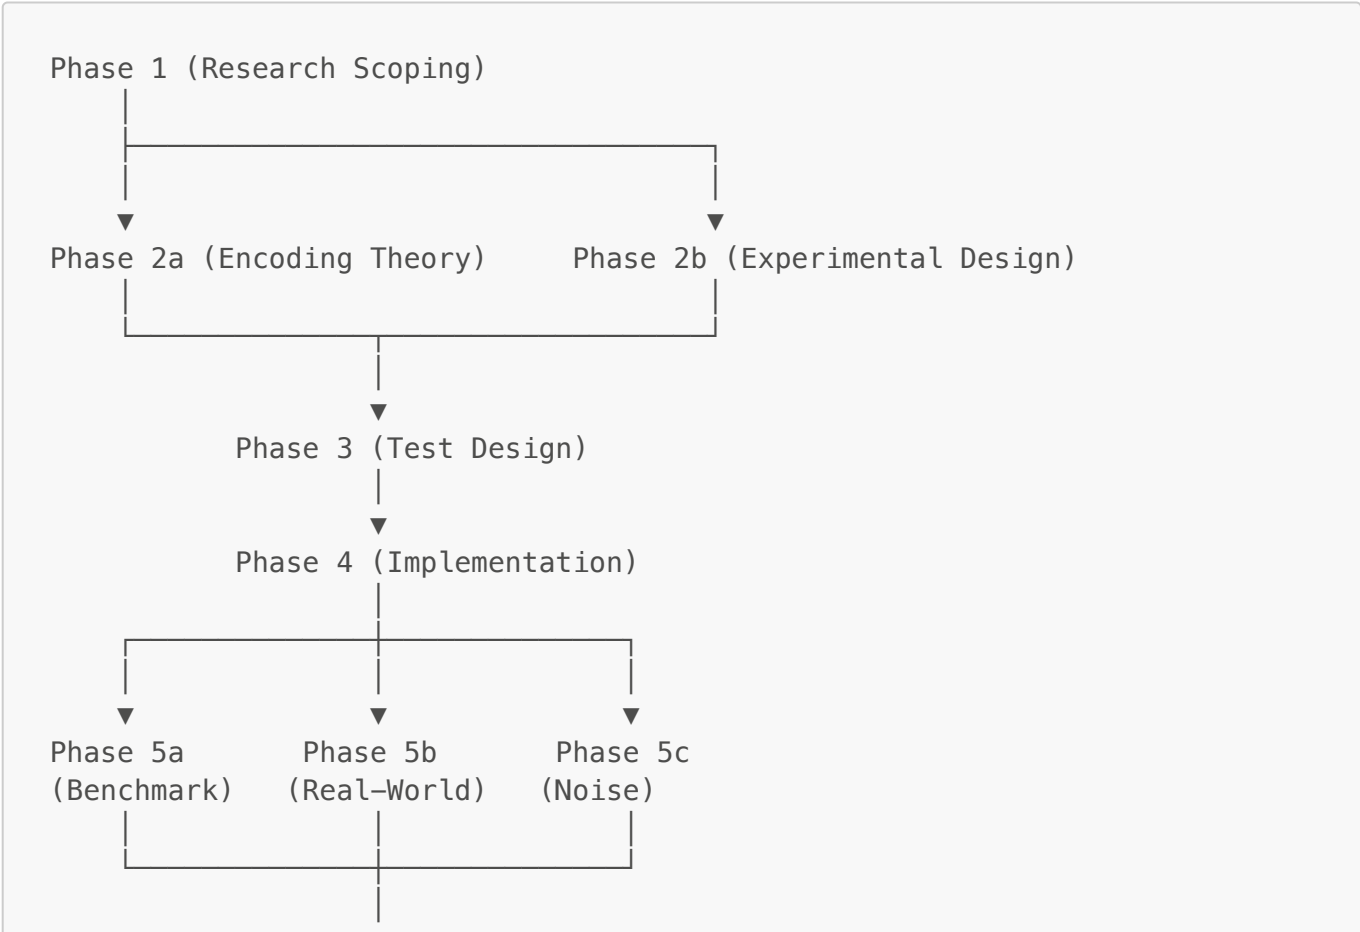 Phase 1 (Research Scoping)
Phase 2a (Encoding Theory) Phase 2b (Experimental Design)
Phase 3 (Test Design)
Phase 4 (Implementation)
Phase 5a Phase 5b Phase 5c
(Benchmark) (Real-World) (Noise)